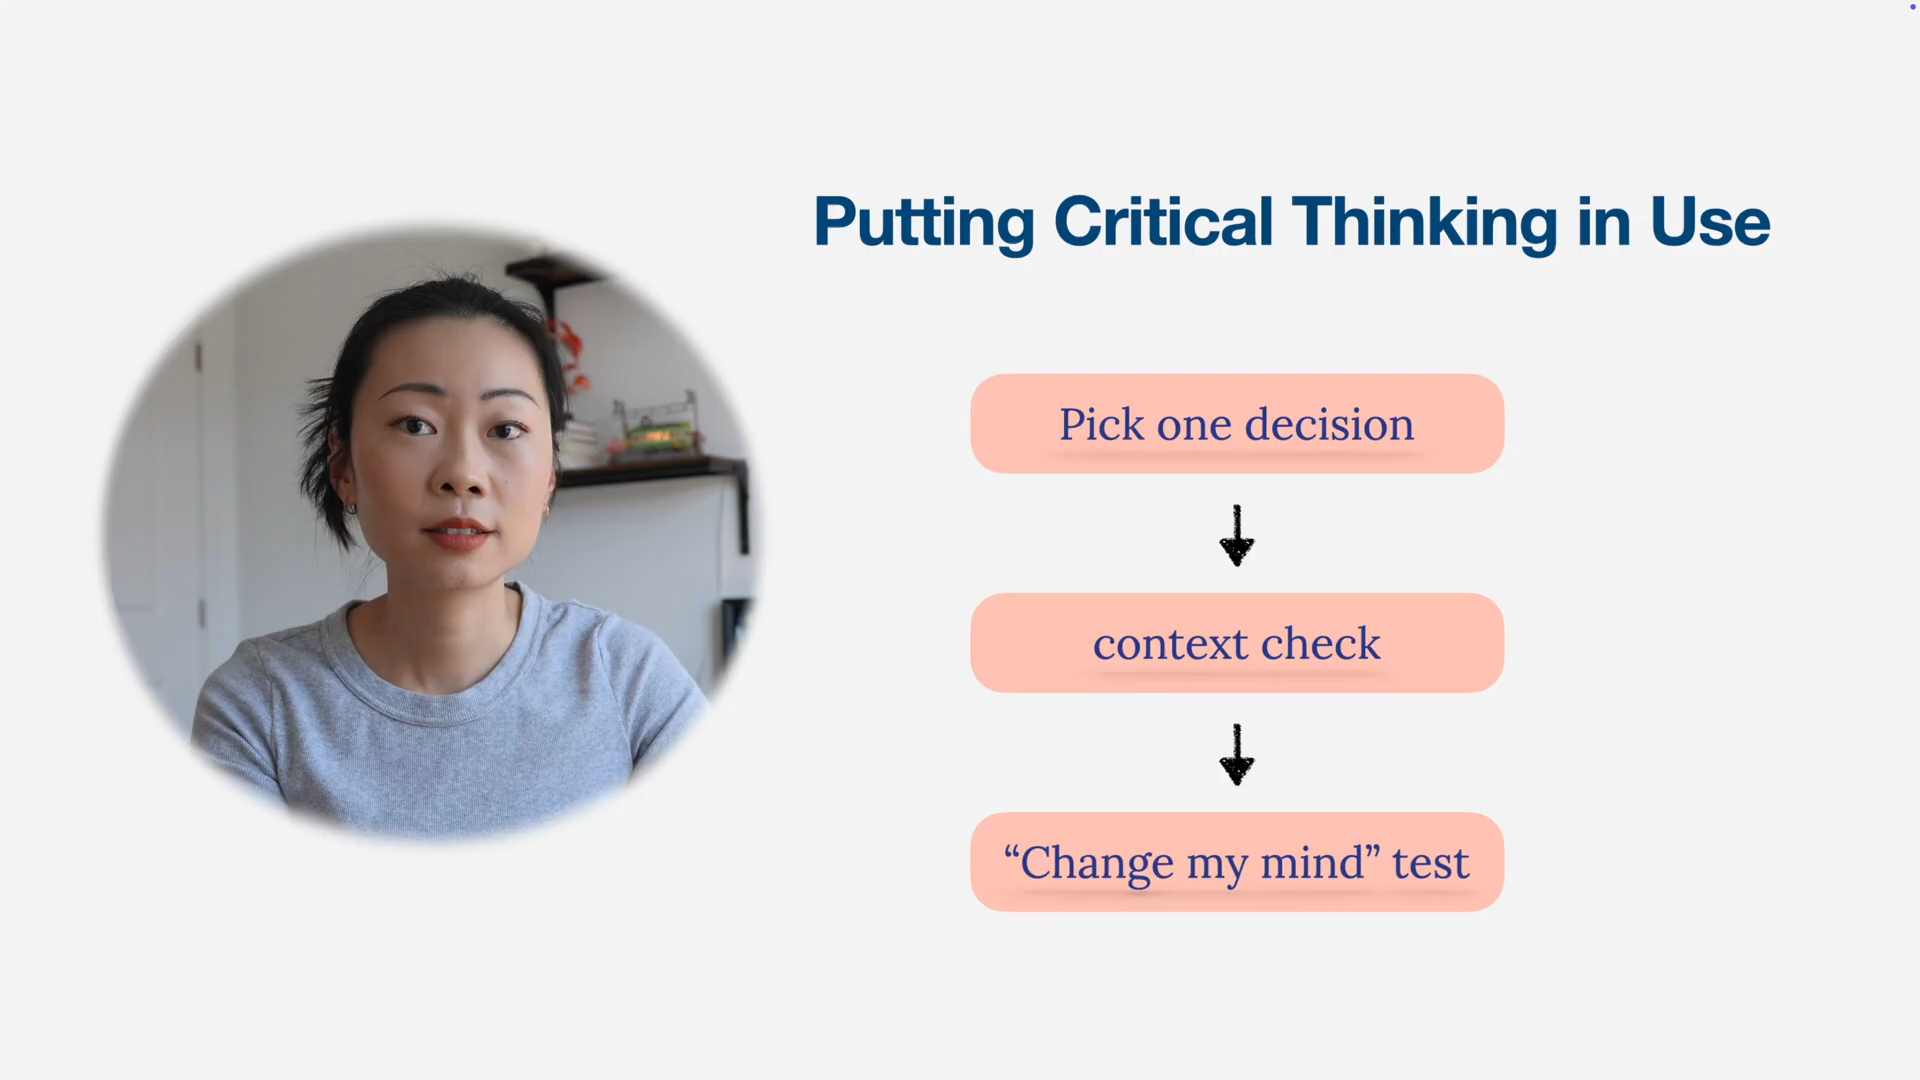 Putting Critical Thinking in Use
Pick one decision
context check
“Change my mind” test